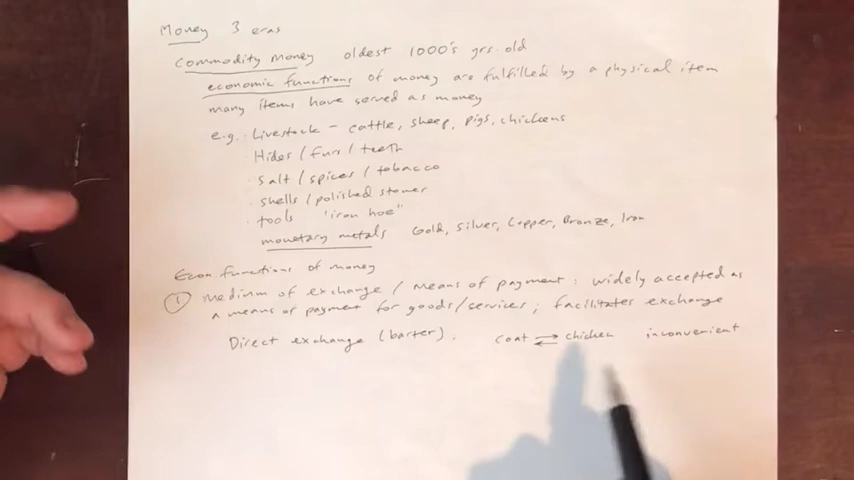 Money 3 eras
Commodity Money oldest 1000's yrs. old
economic functions of money are fulfilled by a physical item
many items have served as money
e.g.: Livestock – cattle, sheep, pigs, chickens
Hides / furs / teeth
· salt / spices / tobacco
· shells / polished stones
· tools "iron hoe"
monetary metals Gold, Silver, Copper, Bronze, Iron
Econ functions of money
① Medium of exchange / Means of payment: widely accepted as
a means of payment for goods/services; facilitates exchange
Direct exchange (barter). coat ⇄ chicken inconvenient